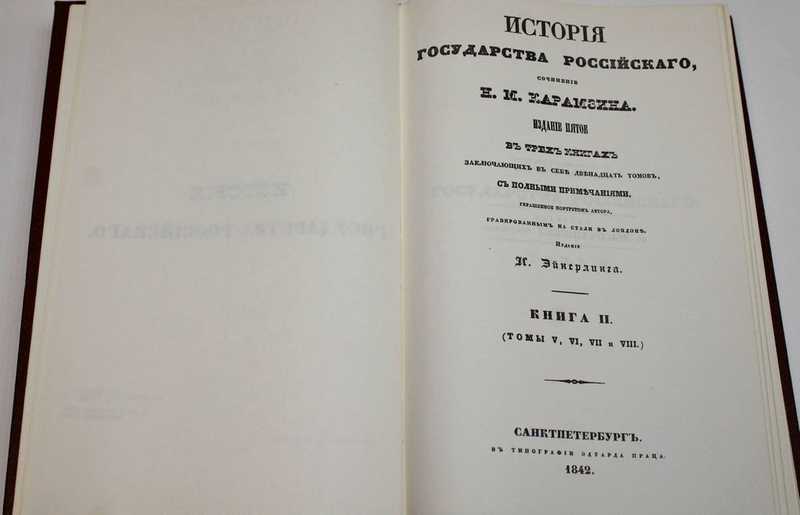 ИСТОРІЯ
ГОСУДАРСТВА РОССІЙСКАГО,
СОЧИНЕНІЕ
Н. М. КАРАМЗИНА.
ИЗДАНІЕ ПЯТОЕ
ВЪ ТРЕХЪ КНИГАХЪ
ЗАКЛЮЧАЮЩИХЪ ВЪ СЕБѢ ДВѢНАДЦАТЬ ТОМОВЪ,
СЪ ПОЛНЫМИ ПРИМѢЧАНІЯМИ,
УКРАШЕННОЕ ПОРТРЕТОМЪ АВТОРА,
ГРАВИРОВАННЫМЪ НА СТАЛИ ВЪ ЛОНДОНѢ.
Изданіе
И. Эйнерлинга.
КНИГА II.
(ТОМЫ V, VI, VII и VIII.)
САНКТПЕТЕРБУРГЪ.
ВЪ ТИПОГРАФІИ ЭДУАРДА ПРАЦА.
1842.